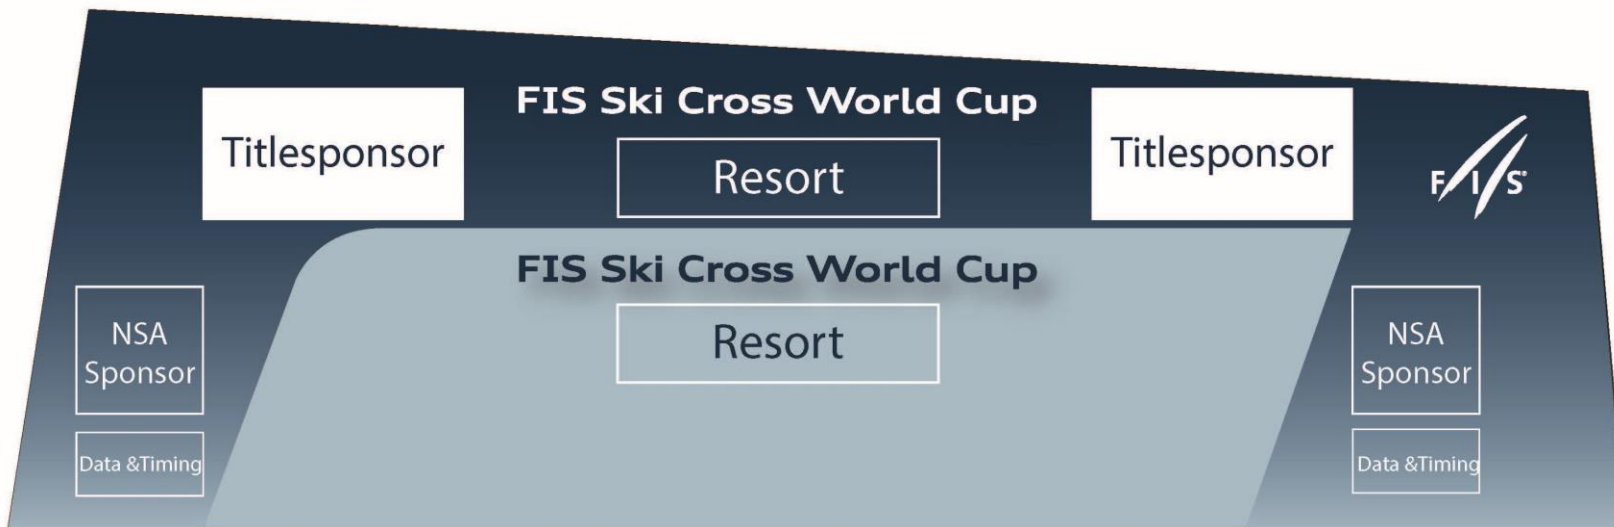 FIS Ski Cross World Cup
Titlesponsor
Resort
Titlesponsor
FIS®
FIS Ski Cross World Cup
Resort
NSA
Sponsor
NSA
Sponsor
Data &Timing
Data &Timing